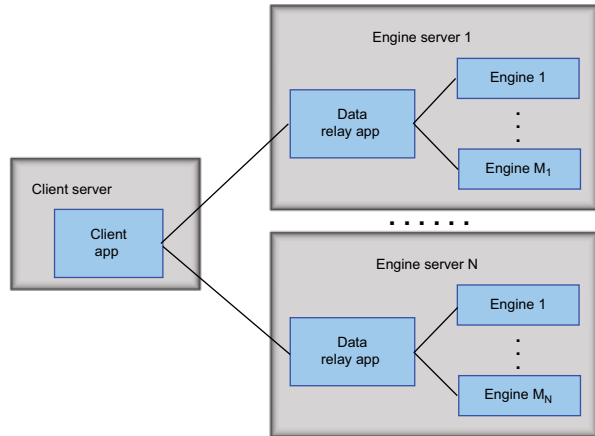 Client server
Client
app
Engine server 1
Data
relay app
Engine 1
Engine M₁
Engine server N
Data
relay app
Engine 1
Engine Mₙ